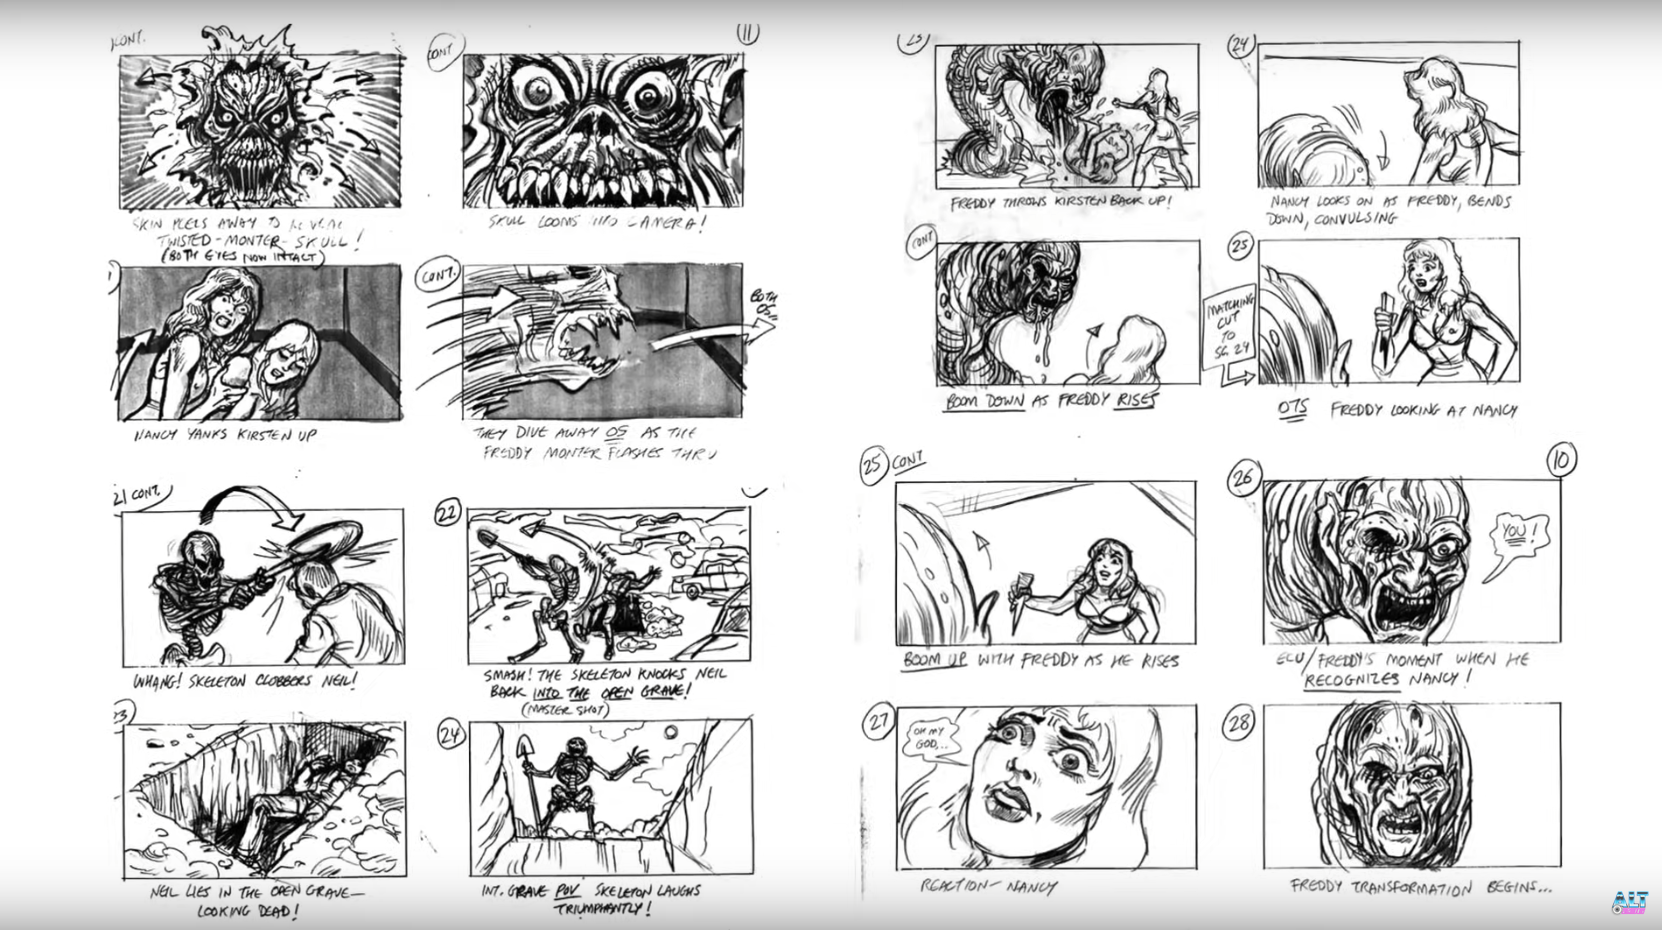 CONT.
CONT
11
SKIN PEELS AWAY TO REVEAL
TWISTED-MONTER-SKULL!
(BOTH EYES NOW INTACT)
SKULL LOOMS INTO CAMERA!
CONT.
BOTH
OS
NANCY YANKS KIRSTEN UP
THEY DIVE AWAY OS AS THE
FREDDY MONTER FLASHES THRU
21 CONT.
22
WHANG! SKELETON CLOBBERS NEIL!
SMASH! THE SKELETON KNOCKS NEIL
BACK INTO THE OPEN GRAVE!
(MASTER SHOT)
23
24
NEIL LIES IN THE OPEN GRAVE—
LOOKING DEAD!
INT. GRAVE POV SKELETON LAUGHS
TRIUMPHANTLY!
23
24
FREDDY THROWS KIRSTEN BACK UP!
NANCY LOOKS ON AS FREDDY, BENDS
DOWN, CONVULSING
CONT
25
MATCHING
CUT
TO
SC. 24
BOOM DOWN AS FREDDY RISES
OTS FREDDY LOOKING AT NANCY
25 CONT
26
10
YOU!
BOOM UP WITH FREDDY AS HE RISES
ECU/FREDDY'S MOMENT WHEN HE
RECOGNIZES NANCY!
27
28
OH MY
GOD,...
REACTION—NANCY
FREDDY TRANSFORMATION BEGINS...
ALT